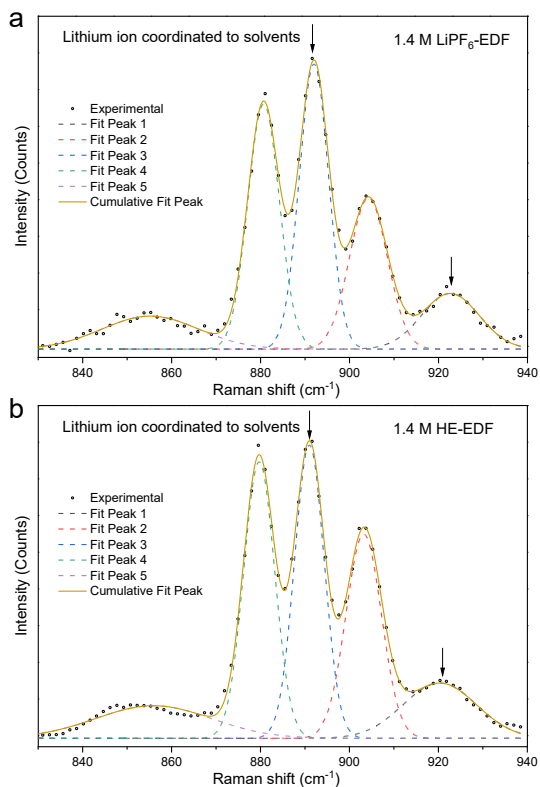 a
Lithium ion coordinated to solvents
1.4 M LiPF₆-EDF
Experimental
Fit Peak 1
Fit Peak 2
Fit Peak 3
Fit Peak 4
Fit Peak 5
Cumulative Fit Peak
Intensity (Counts)
840 860 880 900 920 940
Raman shift (cm⁻¹)
b
Lithium ion coordinated to solvents
1.4 M HE-EDF
Experimental
Fit Peak 1
Fit Peak 2
Fit Peak 3
Fit Peak 4
Fit Peak 5
Cumulative Fit Peak
Intensity (Counts)
840 860 880 900 920 940
Raman shift (cm⁻¹)